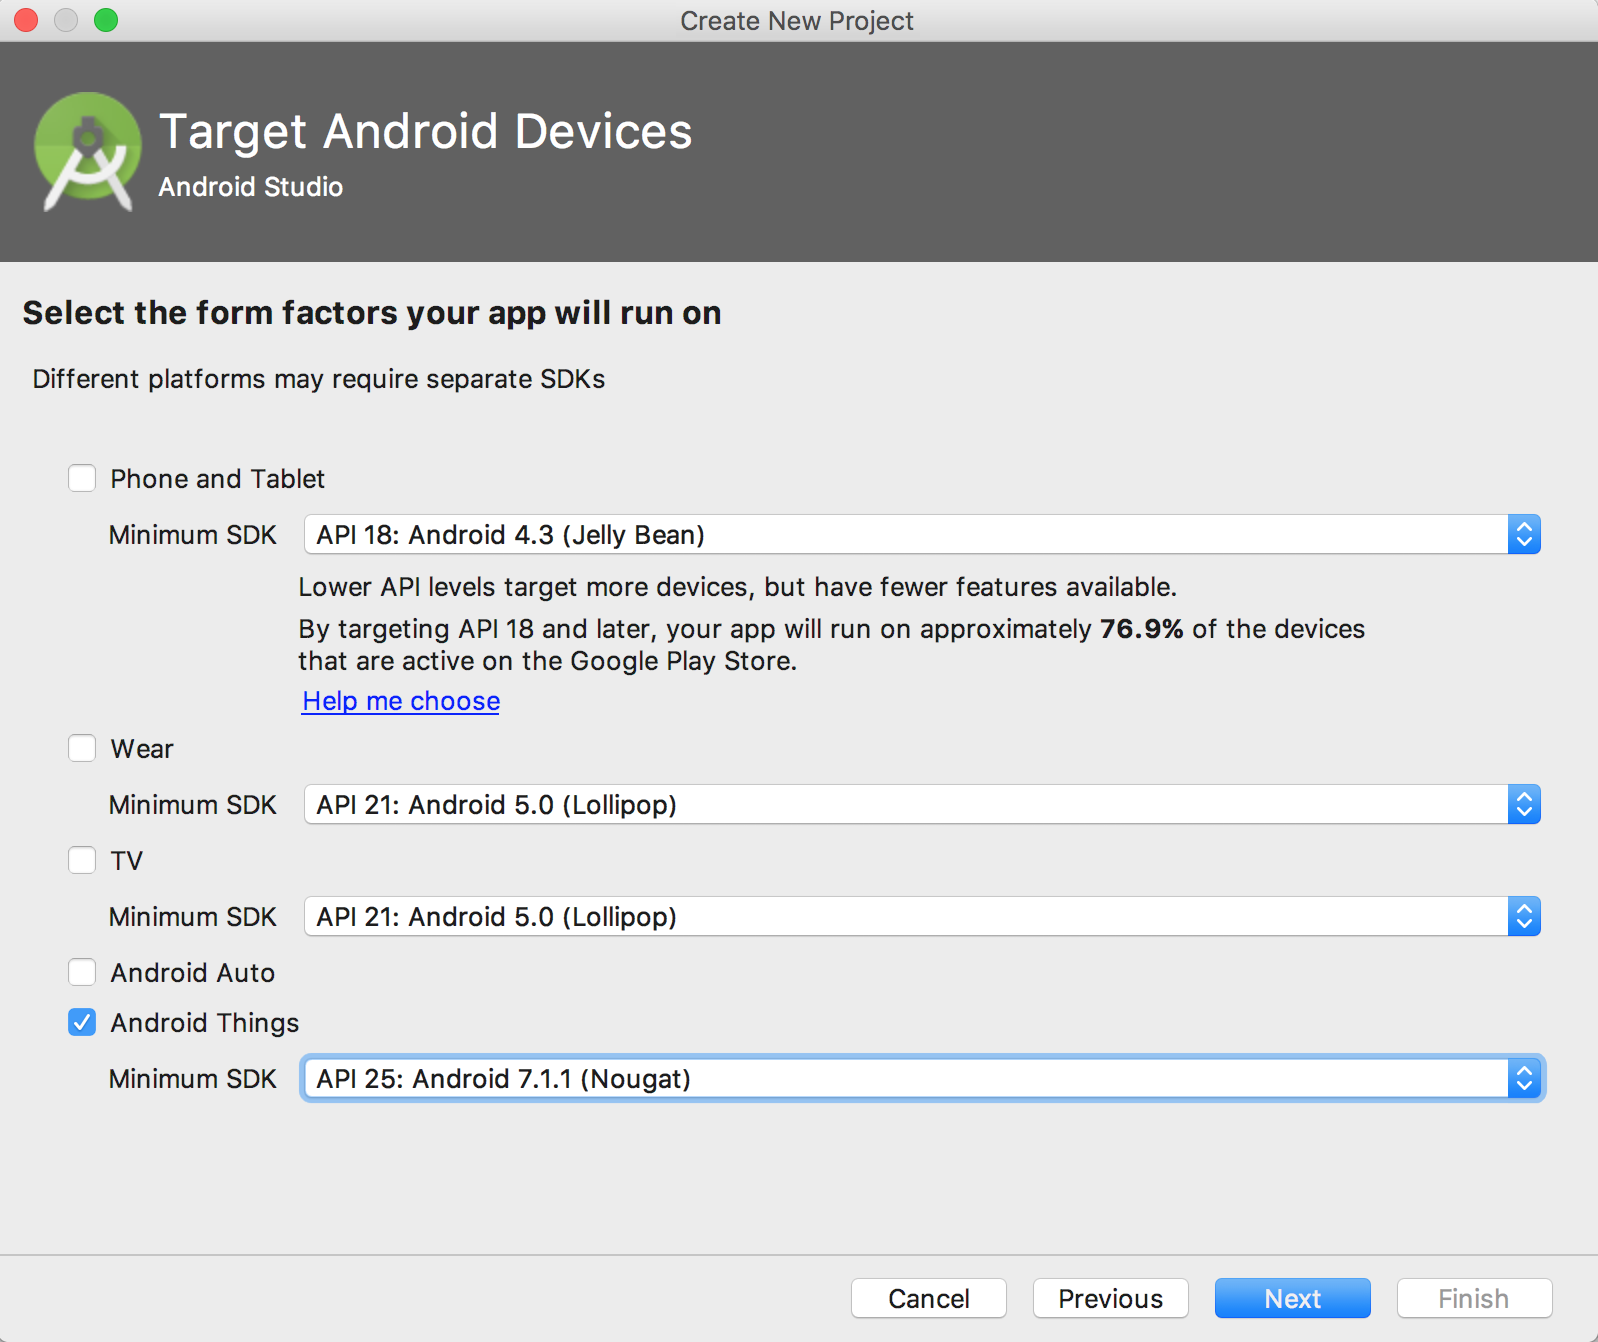 Create New Project
Target Android Devices
Android Studio
Select the form factors your app will run on
Different platforms may require separate SDKs
Phone and Tablet
Minimum SDK API 18: Android 4.3 (Jelly Bean)
Lower API levels target more devices, but have fewer features available.
By targeting API 18 and later, your app will run on approximately 76.9% of the devices
that are active on the Google Play Store.
Help me choose
Wear
Minimum SDK API 21: Android 5.0 (Lollipop)
TV
Minimum SDK API 21: Android 5.0 (Lollipop)
Android Auto
Android Things
Minimum SDK API 25: Android 7.1.1 (Nougat)
Cancel Previous Next Finish